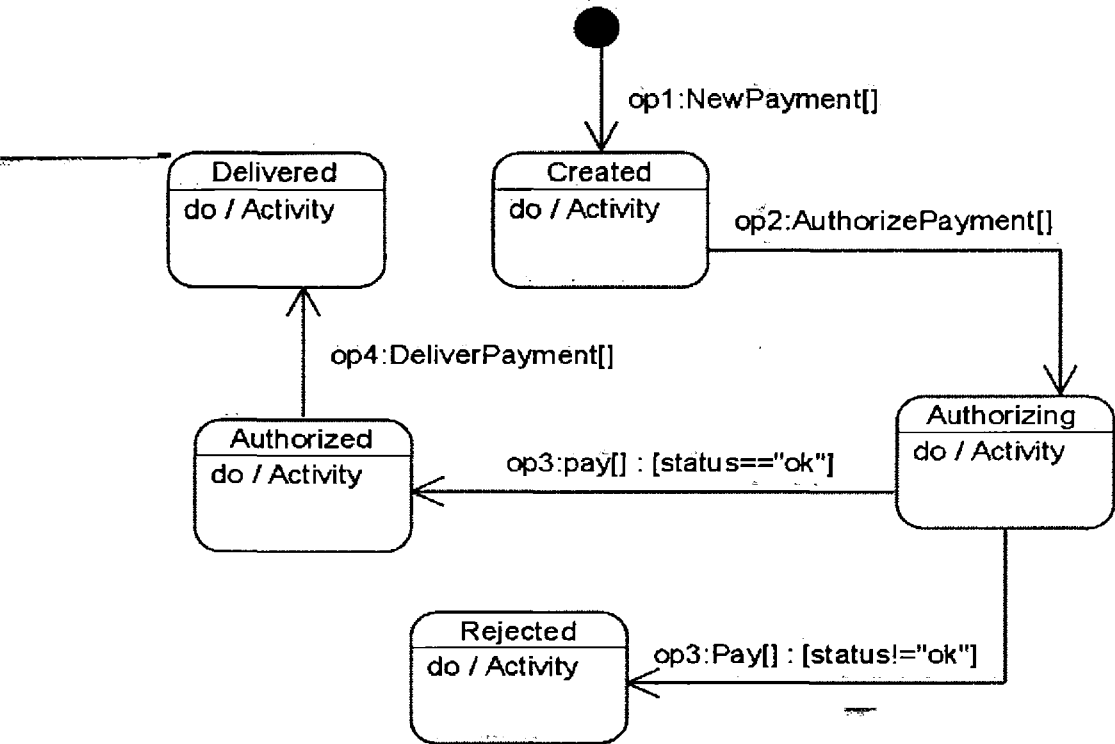 op1:NewPayment[]
Delivered
do / Activity
Created
do / Activity
op2:AuthorizePayment[]
op4:DeliverPayment[]
Authorized
do / Activity
op3:pay[] : [status=="ok"]
Authorizing
do / Activity
Rejected
do / Activity
op3:Pay[] : [status!="ok"]